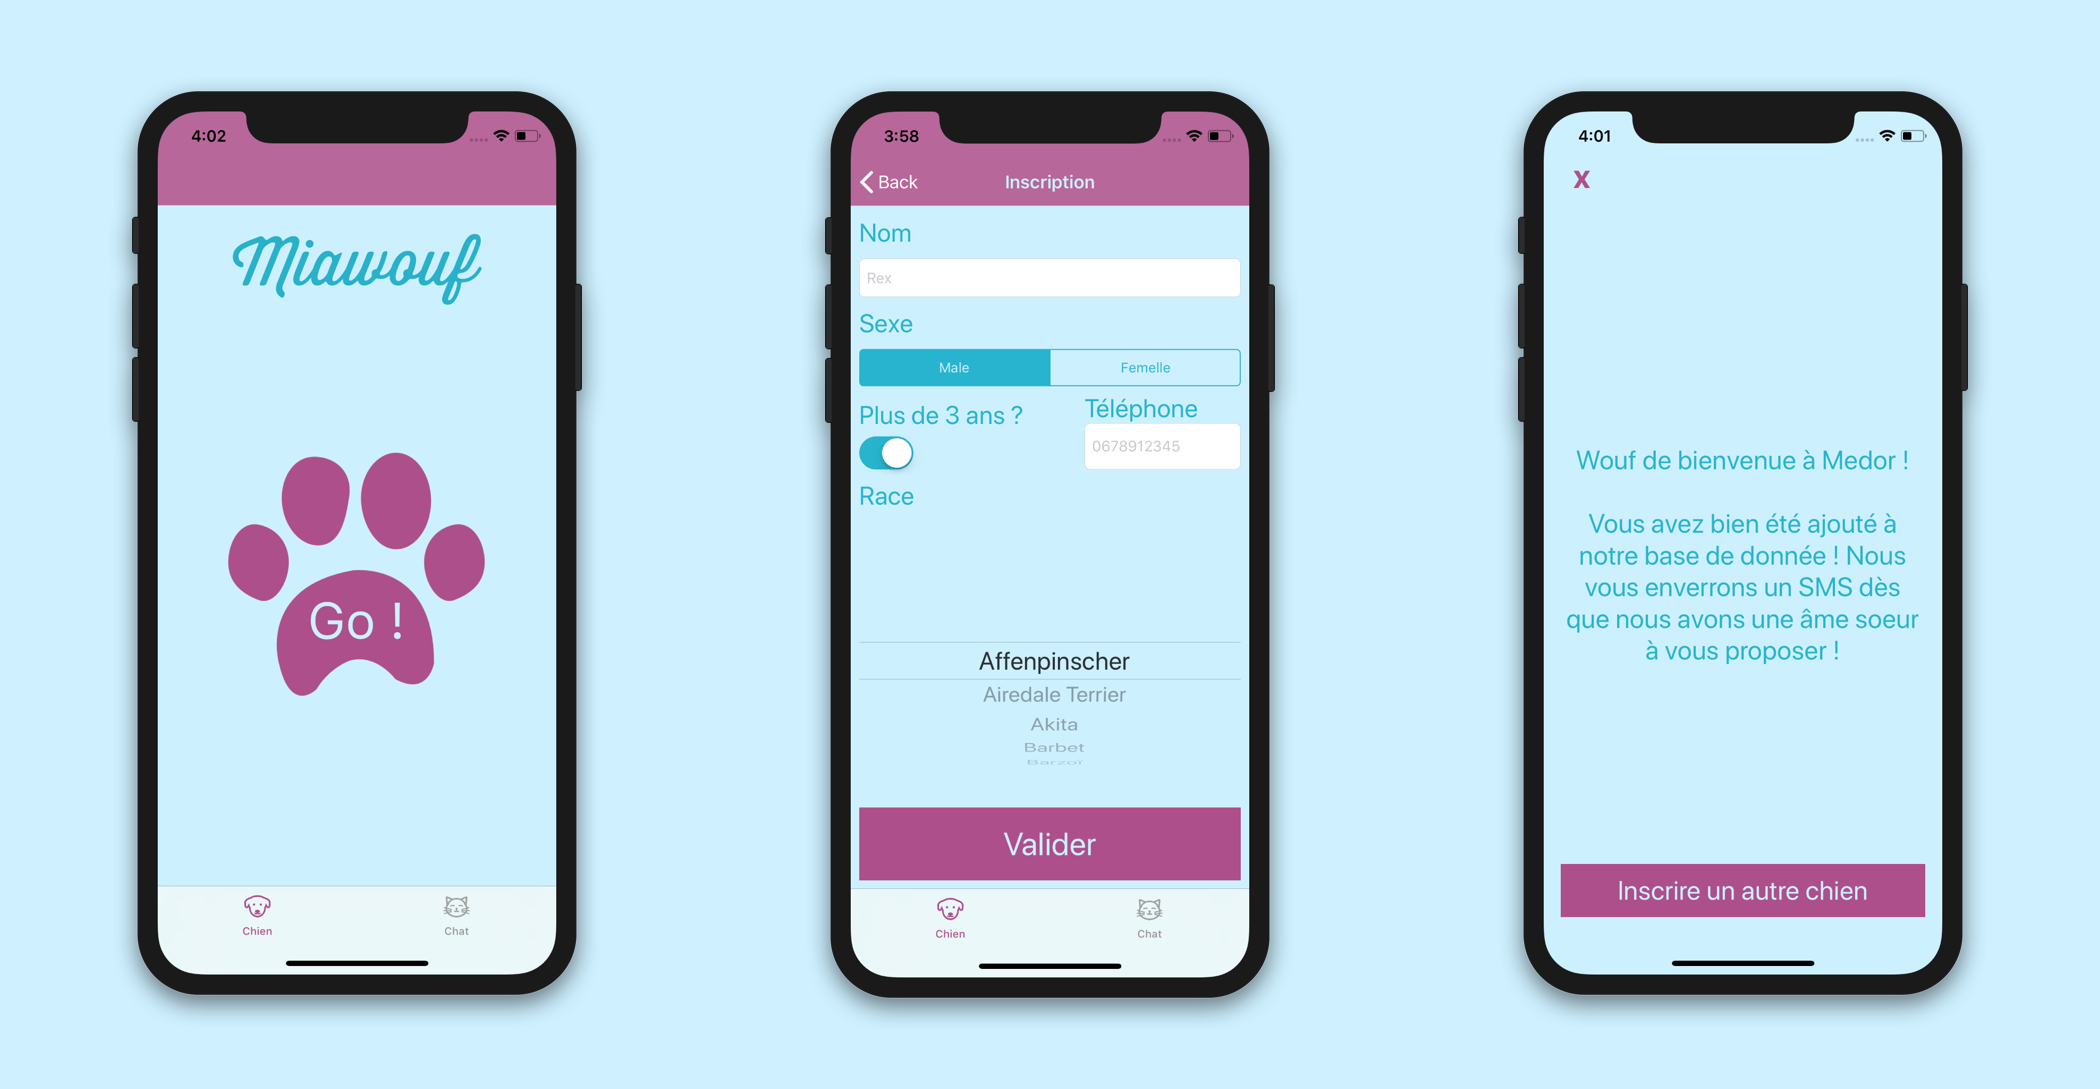 4:02
Miawouf
Go !
Chien
Chat
3:58
Back
Inscription
Nom
Rex
Sexe
Male
Femelle
Plus de 3 ans ?
Téléphone
0678912345
Race
Affenpinscher
Airedale Terrier
Akita
Barbet
Barzoï
Valider
Chien
Chat
4:01
X
Wouf de bienvenue à Medor !
Vous avez bien été ajouté à
notre base de donnée ! Nous
vous enverrons un SMS dès
que nous avons une âme soeur
à vous proposer !
Inscrire un autre chien